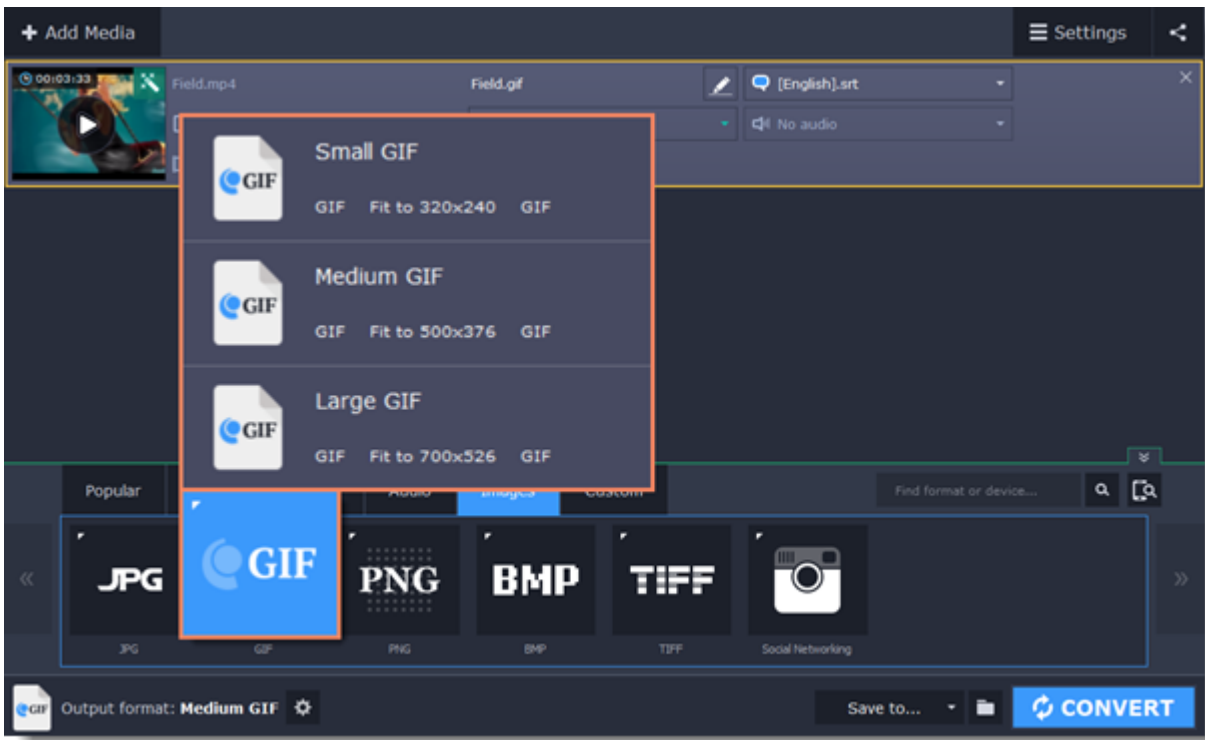 Add Media
Settings
00:03:33
Field.mp4
Field.gif
[English].srt
No audio
Small GIF
GIF Fit to 320x240 GIF
GIF
Medium GIF
GIF Fit to 500x376 GIF
GIF
Large GIF
GIF Fit to 700x526 GIF
GIF
Popular
Audio
Images
Custom
Find format or device...
JPG
GIF
PNG
BMP
TIFF
JPG
GIF
PNG
BMP
TIFF
Social Networking
GIF
Output format: Medium GIF
Save to...
CONVERT